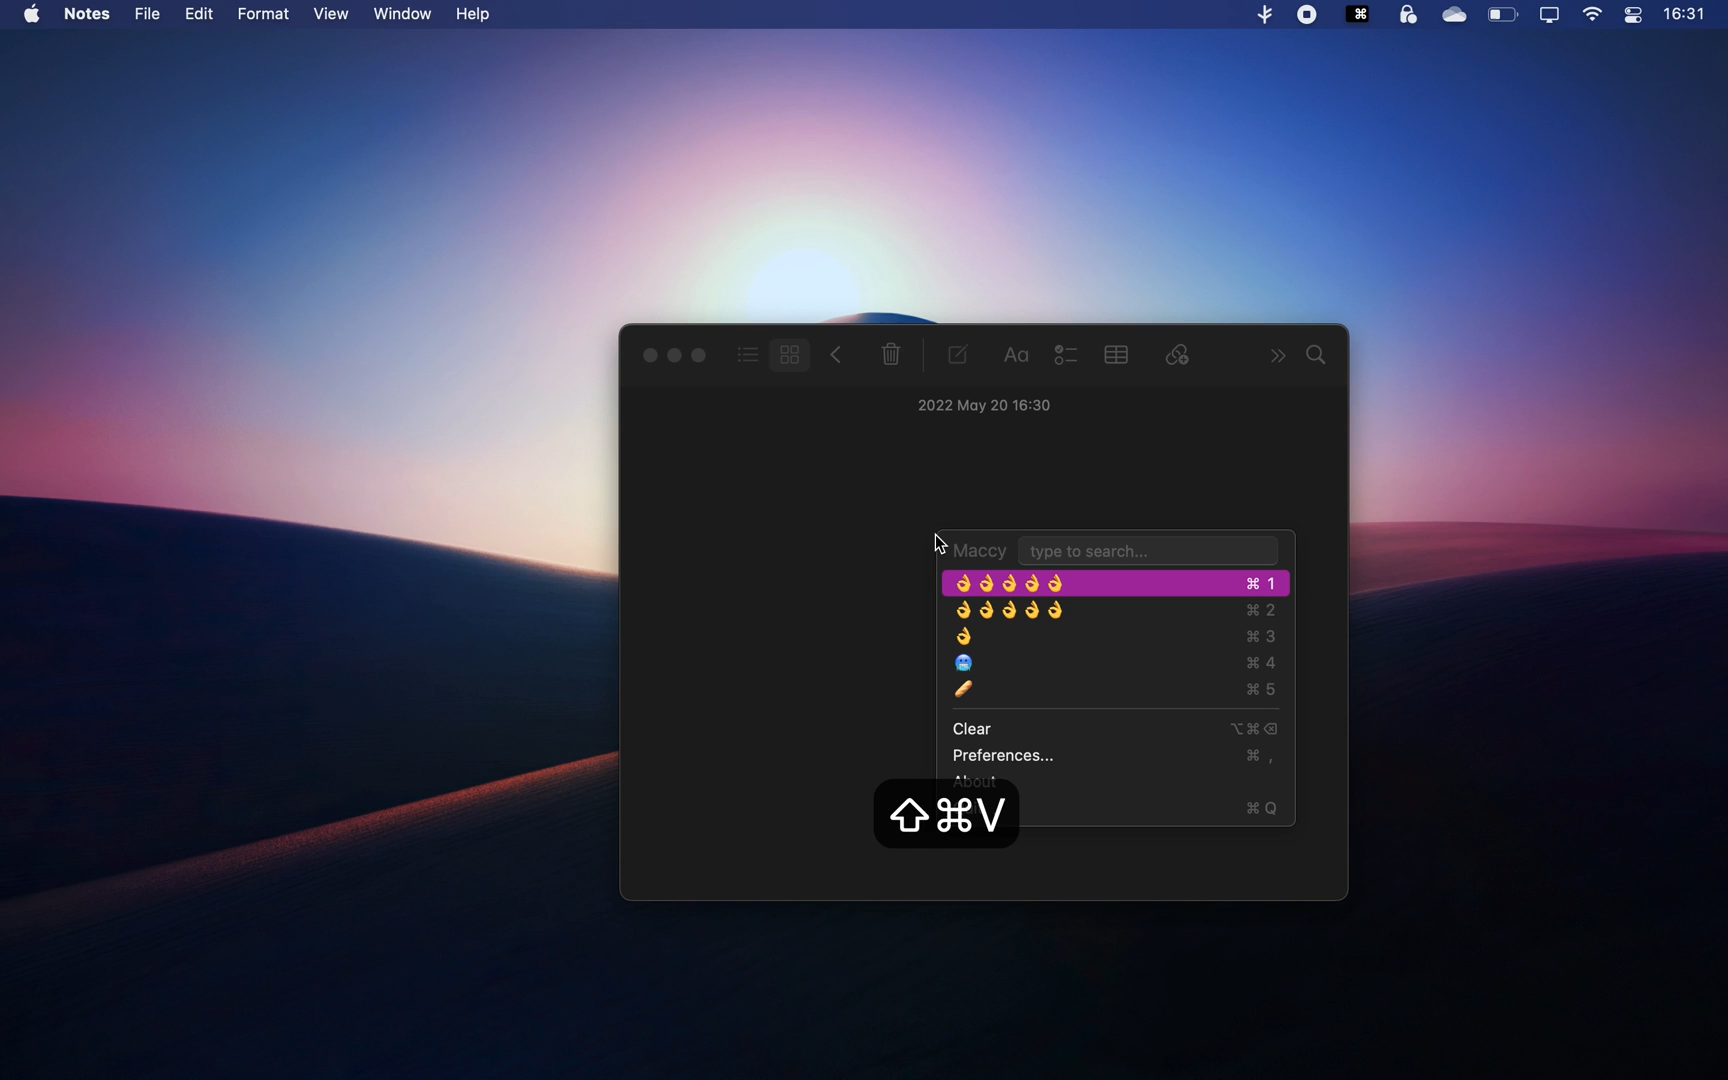 Notes File Edit Format View Window Help 16:31
Aa
2022 May 20 16:30
Maccy type to search...
👌👌👌👌👌 ⌘ 1
👌👌👌👌👌 ⌘ 2
👌 ⌘ 3
🥶 ⌘ 4
🥖 ⌘ 5
Clear ⌥⌘⌫
Preferences... ⌘ ,
About
⌘ Q
⇧⌘V